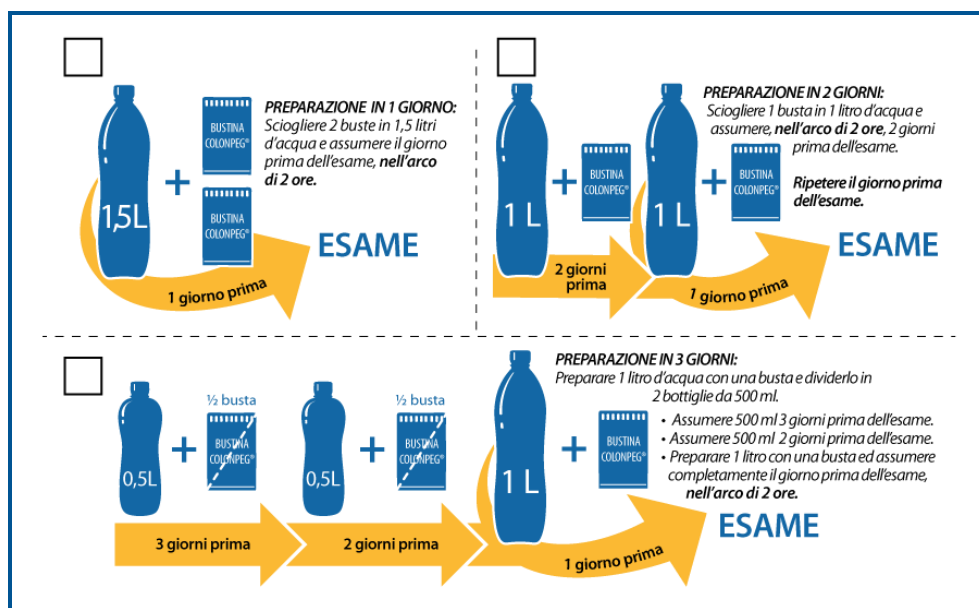 PREPARAZIONE IN 1 GIORNO:
Sciogliere 2 buste in 1,5 litri
d'acqua e assumere il giorno
prima dell'esame, nell'arco
di 2 ore.
1,5L
+
BUSTINA
COLONPEG®
BUSTINA
COLONPEG®
1 giorno prima
ESAME
PREPARAZIONE IN 2 GIORNI:
Sciogliere 1 busta in 1 litro d'acqua e
assumere, nell'arco di 2 ore, 2 giorni
prima dell'esame.
Ripetere il giorno prima
dell'esame.
1 L
+
BUSTINA
COLONPEG®
1 L
+
BUSTINA
COLONPEG®
2 giorni
prima
1 giorno prima
ESAME
PREPARAZIONE IN 3 GIORNI:
Preparare 1 litro d'acqua con una busta e dividerlo in
2 bottiglie da 500 ml.
• Assumere 500 ml 3 giorni prima dell'esame.
• Assumere 500 ml 2 giorni prima dell'esame.
• Preparare 1 litro con una busta ed assumere
completamente il giorno prima dell'esame,
nell'arco di 2 ore.
0,5L
+
½ busta
BUSTINA
COLONPEG®
0,5L
+
½ busta
BUSTINA
COLONPEG®
1 L
+
BUSTINA
COLONPEG®
3 giorni prima
2 giorni prima
1 giorno prima
ESAME